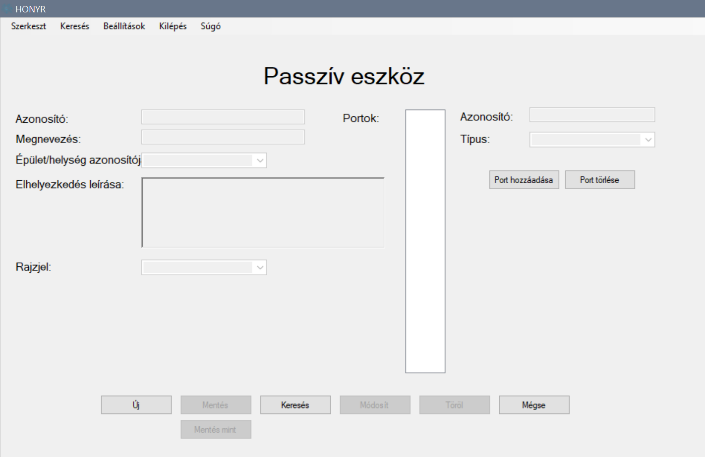 HONYR
Szerkeszt Keresés Beállítások Kilépés Súgó
Passzív eszköz
Azonosító:
Megnevezés:
Épület/helység azonosítój
Elhelyezkedés leírása:
Rajzjel:
Portok:
Azonosító:
Típus:
Port hozzáadása Port törlése
Új Mentés Keresés Módosít Töröl Mégse
Mentés mint